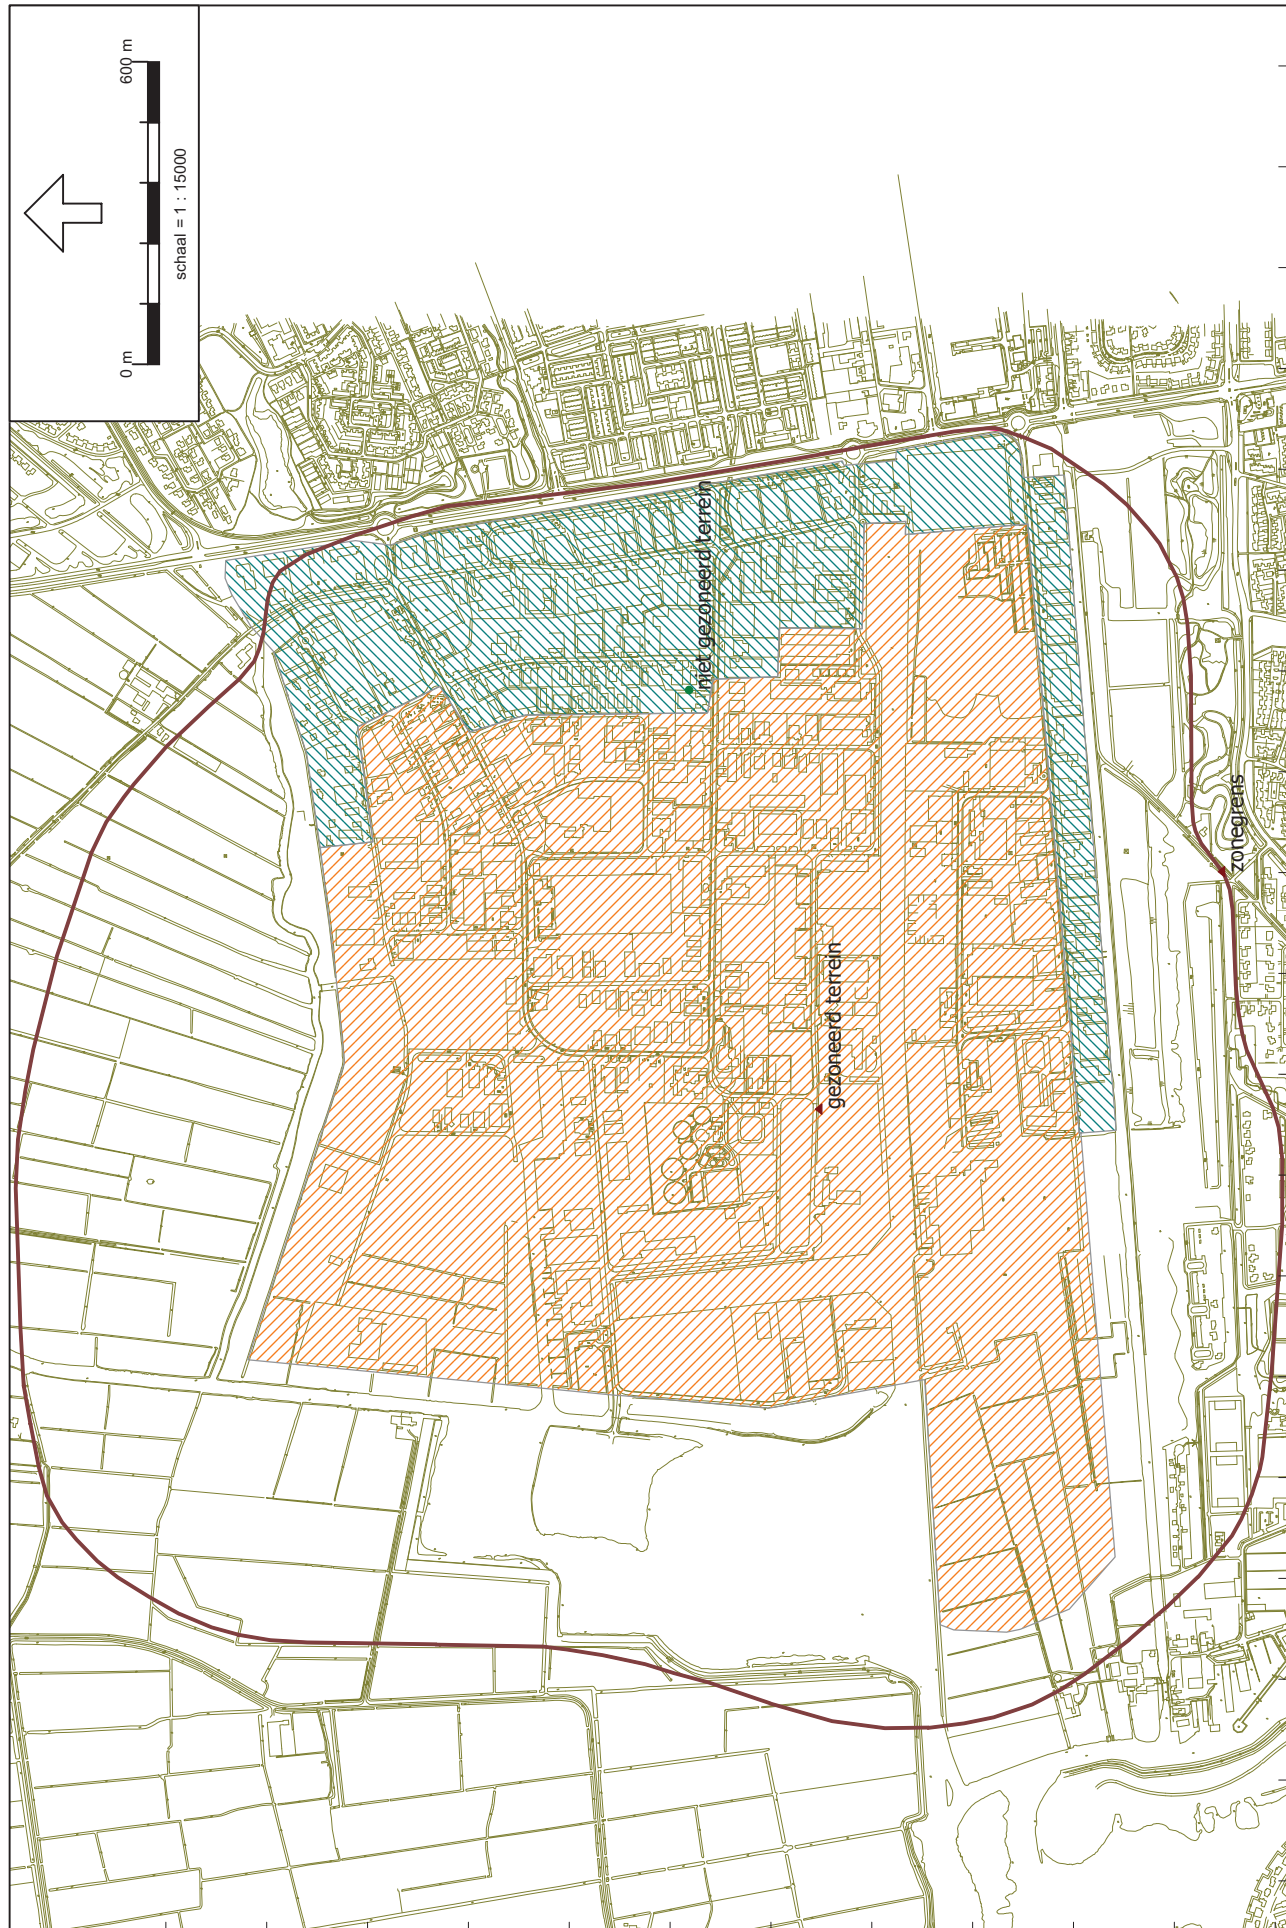 0 m
600 m
schaal = 1 : 15000
niet gezoneerd terrein
gezoneerd terrein
zonegrens